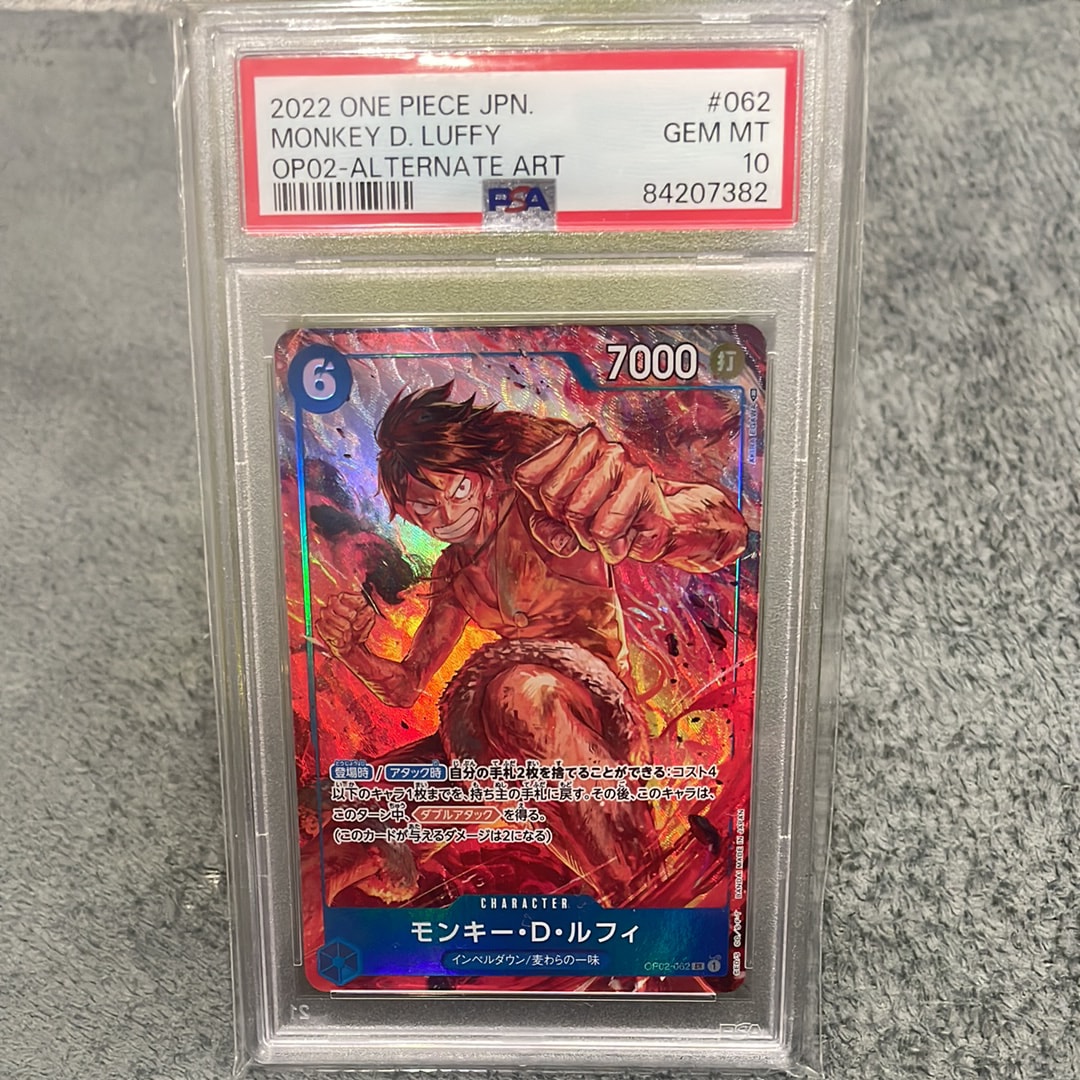 2022 ONE PIECE JPN. #062
MONKEY D. LUFFY GEM MT
OP02-ALTERNATE ART 10
PSA 84207382
6 7000 打
登場時 / アタック時 自分の手札2枚を捨てることができる:コスト4
以下のキャラ1枚までを、持ち主の手札に戻す。その後、このキャラは、
このターン中、ダブルアタックを得る。
(このカードが与えるダメージは2になる)
BANDAI MADE IN JAPAN
CHARACTER
モンキー・D・ルフィ
インペルダウン/麦わらの一味
OP02-062 SR 1
PSA